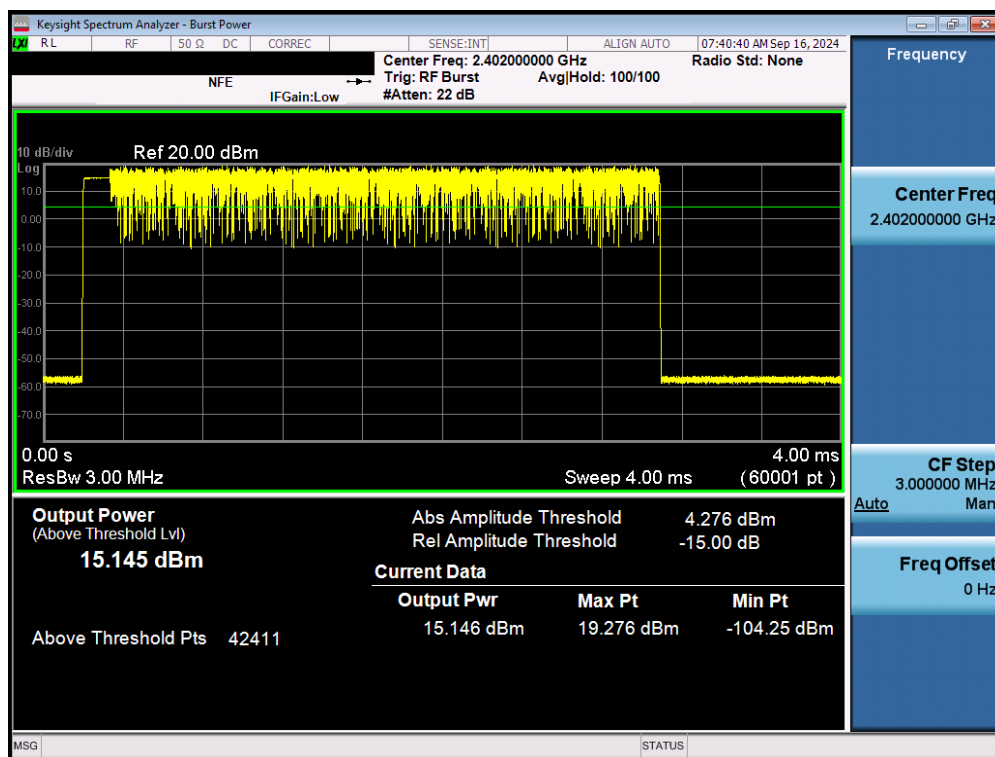 Keysight Spectrum Analyzer - Burst Power
LXI RL RF 50 Ω DC CORREC SENSE:INT ALIGN AUTO 07:40:40 AM Sep 16, 2024
Center Freq: 2.402000000 GHz Radio Std: None
NFE Trig: RF Burst Avg|Hold: 100/100
IFGain:Low #Atten: 22 dB
10 dB/div Ref 20.00 dBm
Log
10.0
0.00
-10.0
-20.0
-30.0
-40.0
-50.0
-60.0
-70.0
0.00 s 4.00 ms
ResBw 3.00 MHz Sweep 4.00 ms (60001 pt )
Output Power
(Above Threshold Lvl)
15.145 dBm
Above Threshold Pts 42411
Abs Amplitude Threshold 4.276 dBm
Rel Amplitude Threshold -15.00 dB
Current Data
Output Pwr Max Pt Min Pt
15.146 dBm 19.276 dBm -104.25 dBm
Frequency
Center Freq
2.402000000 GHz
CF Step
3.000000 MHz
Auto Man
Freq Offset
0 Hz
MSG STATUS